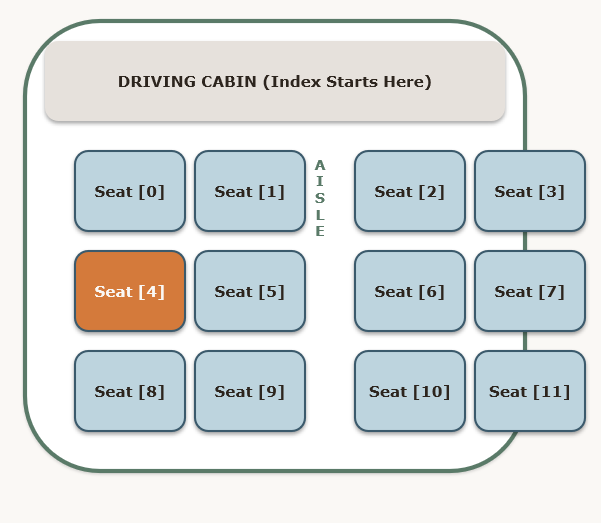 DRIVING CABIN (Index Starts Here)
Seat [0]
Seat [1]
A
I
S
L
E
Seat [2]
Seat [3]
Seat [4]
Seat [5]
Seat [6]
Seat [7]
Seat [8]
Seat [9]
Seat [10]
Seat [11]